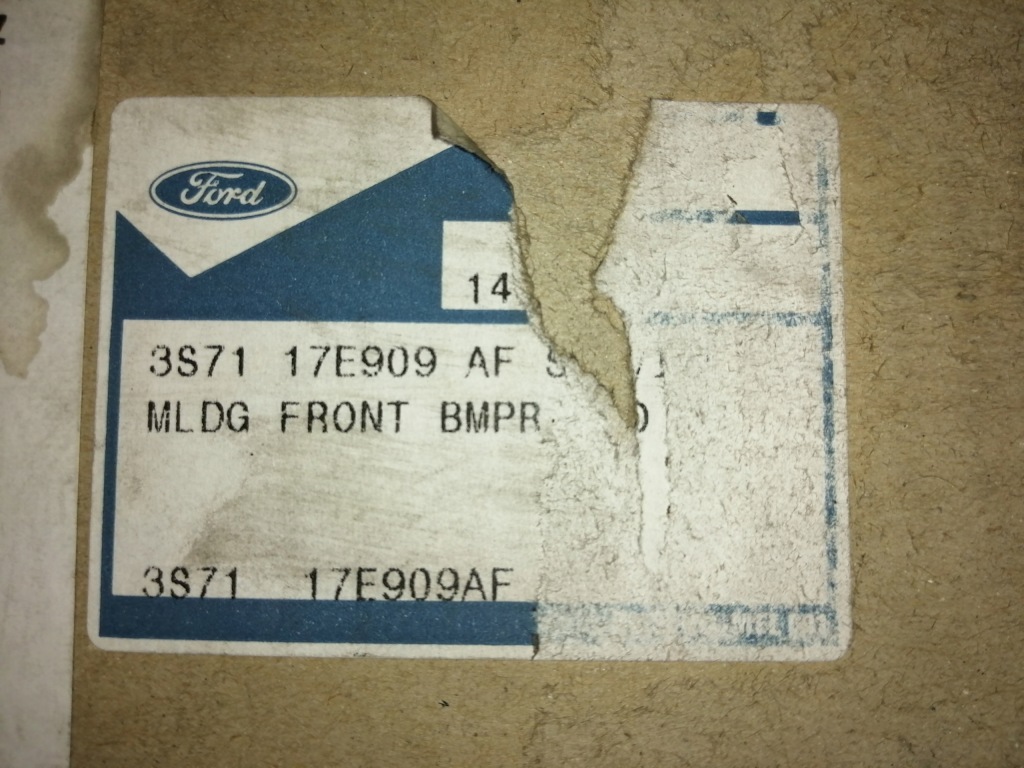 Ford
14
3S71 17E909 AF
MLDG FRONT BMPR
3S71 17E909AF